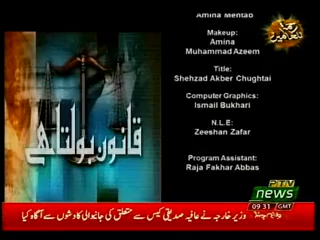 Amina Mehtab
Makeup:
Amina
Muhammad Azeem
Title:
Shehzad Akber Chughtai
Computer Graphics:
Ismail Bukhari
N.L.E:
Zeeshan Zafar
Program Assistant:
Raja Fakhar Abbas
قانون بولتا ہے
PTV
news
09:31 GMT
وزیر خارجہ نے عافیہ صدیقی کیس سے متعلق کی جانیوالی کاوشوں سے آگاہ کیا